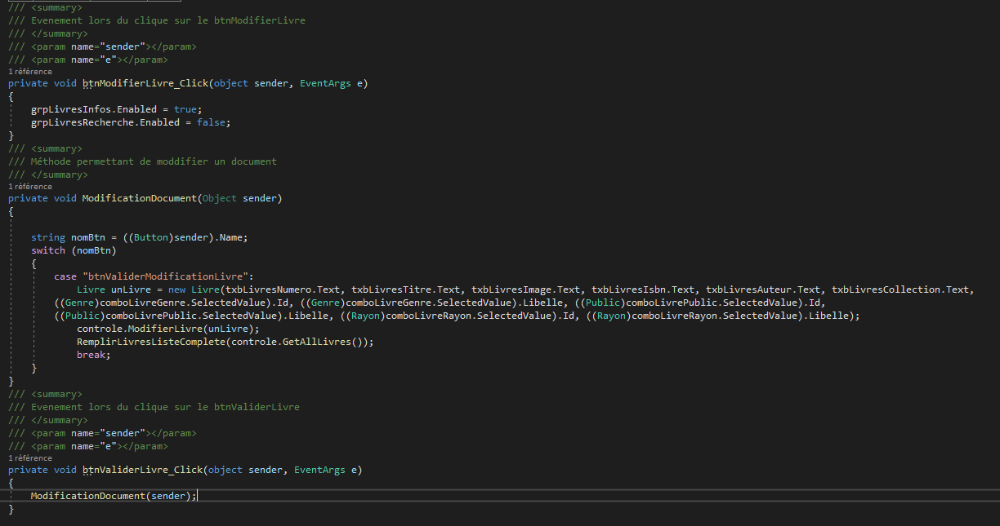 /// <summary>
/// Evenement lors du clique sur le btnModifierLivre
/// </summary>
/// <param name="sender"></param>
/// <param name="e"></param>
1 référence
private void btnModifierLivre_Click(object sender, EventArgs e)
{
    grpLivresInfos.Enabled = true;
    grpLivresRecherche.Enabled = false;
}
/// <summary>
/// Méthode permettant de moddifier un document
/// </summary>
1 référence
private void ModificationDocument(Object sender)
{
    string nomBtn = ((Button)sender).Name;
    switch (nomBtn)
    {
        case "btnValiderModificationLivre":
            Livre unLivre = new Livre(txbLivresNumero.Text, txbLivresTitre.Text, txbLivresImage.Text, txbLivresIsbn.Text, txbLivresAuteur.Text, txbLivresCollection.Text,
        ((Genre)comboLivreGenre.SelectedValue).Id, ((Genre)comboLivreGenre.SelectedValue).Libelle, ((Public)comboLivrePublic.SelectedValue).Id,
        ((Public)comboLivrePublic.SelectedValue).Libelle, ((Rayon)comboLivreRayon.SelectedValue).Id, ((Rayon)comboLivreRayon.SelectedValue).Libelle);
            controle.ModifierLivre(unLivre);
            RemplirLivresListeComplete(controle.GetAllLivres());
            break;
    }
}
/// <summary>
/// Evenement lors du clique sur le btnValiderLivre
/// </summary>
/// <param name="sender"></param>
/// <param name="e"></param>
1 référence
private void btnValiderLivre_Click(object sender, EventArgs e)
{
    ModificationDocument(sender);
}